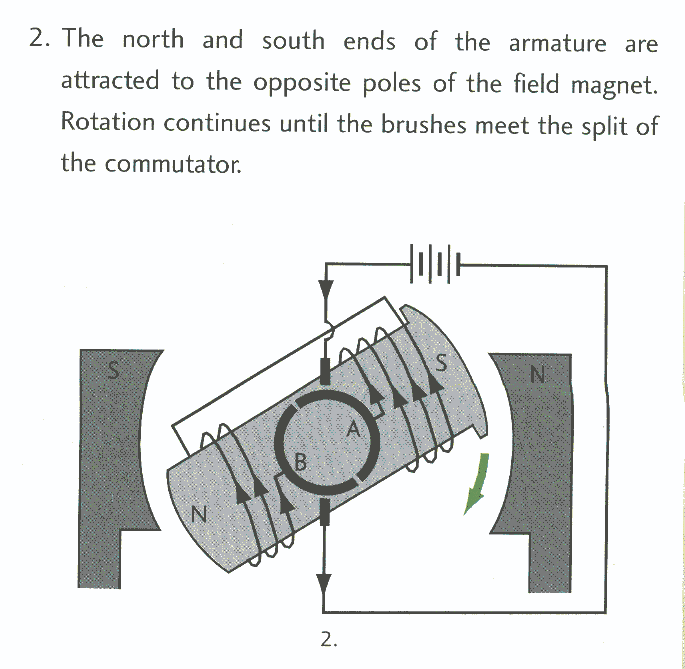 2. The north and south ends of the armature are
attracted to the opposite poles of the field magnet.
Rotation continues until the brushes meet the split of
the commutator.
S
S
N
A
B
N
2.